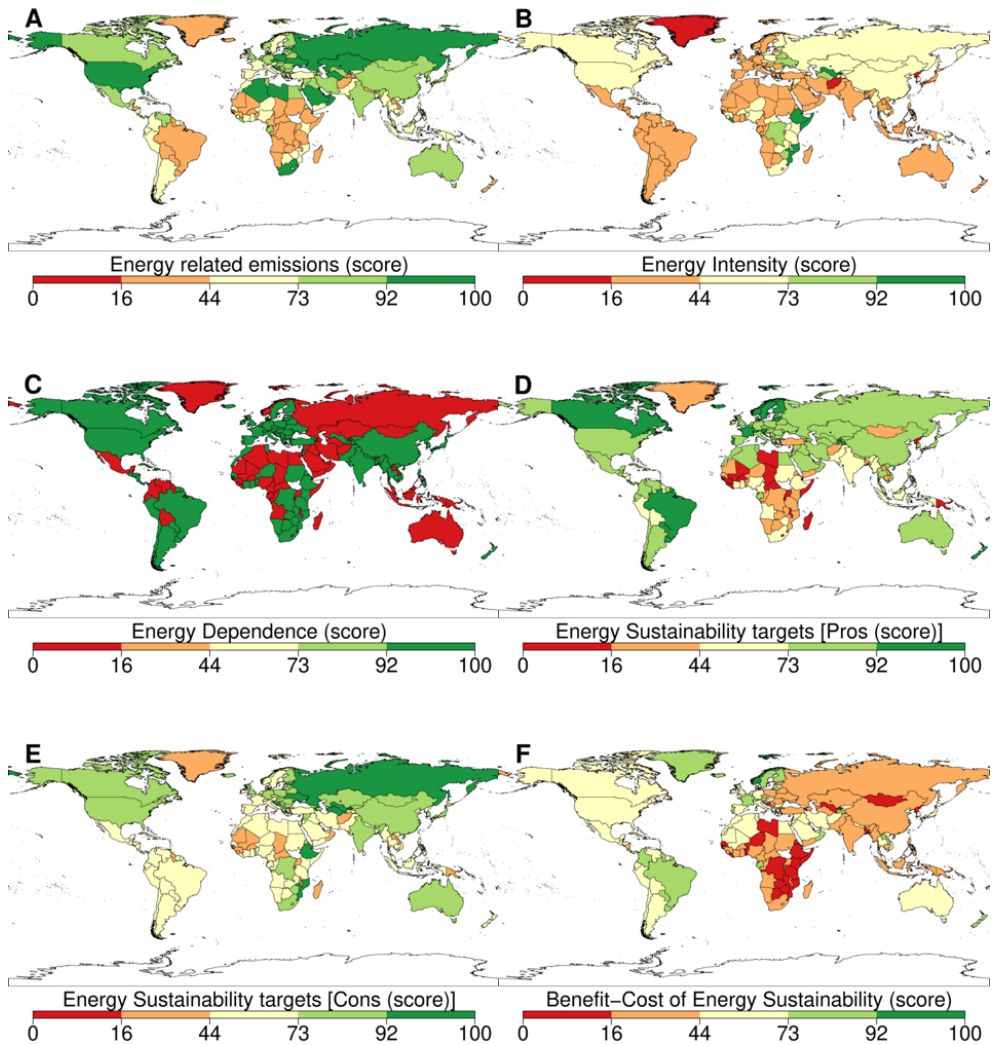 A
B
Energy related emissions (score)
Energy Intensity (score)
0 16 44 73 92 100
0 16 44 73 92 100
C
D
Energy Dependence (score)
Energy Sustainability targets [Pros (score)]
0 16 44 73 92 100
0 16 44 73 92 100
E
F
Energy Sustainability targets [Cons (score)]
Benefit−Cost of Energy Sustainability (score)
0 16 44 73 92 100
0 16 44 73 92 100